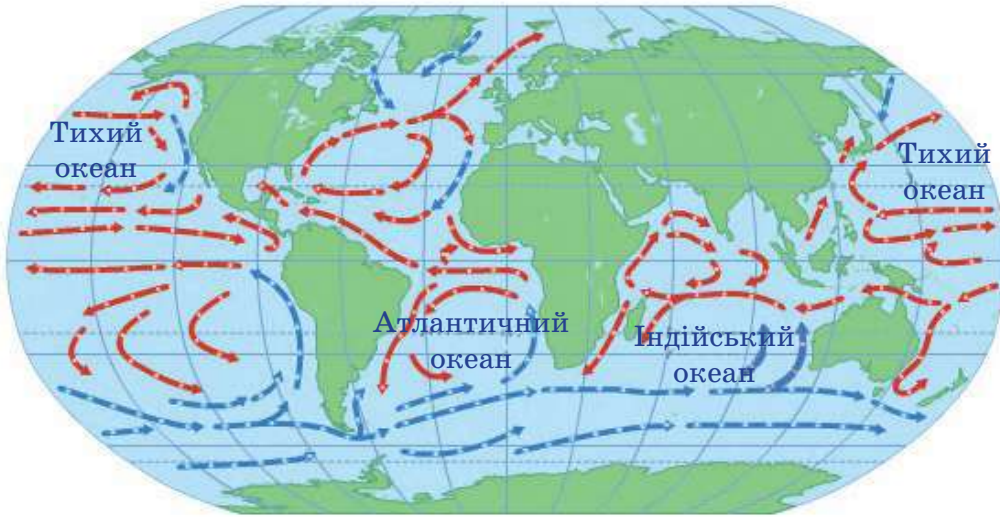 Тихий
океан
Тихий
океан
Атлантичний
океан
Індійський
океан